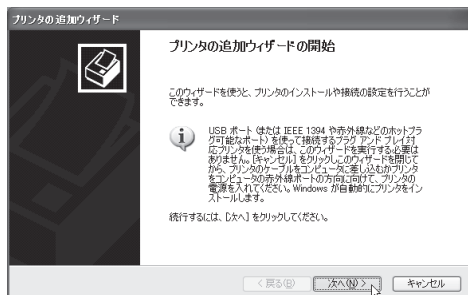 プリンタの追加ウィザード
プリンタの追加ウィザードの開始
このウィザードを使うと、プリンタのインストールや接続の設定を行うことが
できます。
USB ポート (または IEEE 1394 や赤外線などのホットプラ
グ可能なポート) を使って接続するプラグ アンド プレイ対
応プリンタを使う場合は、このウィザードを実行する必要は
ありません。[キャンセル] をクリックしこのウィザードを閉じて
から、プリンタのケーブルをコンピュータに差し込むかプリンタ
をコンピュータの赤外線ポートの方向に向けて、プリンタの
電源を入れてください。Windows が自動的にプリンタをイン
ストールします。
続行するには、[次へ] をクリックしてください。
< 戻る(B)
次へ(N) >
キャンセル